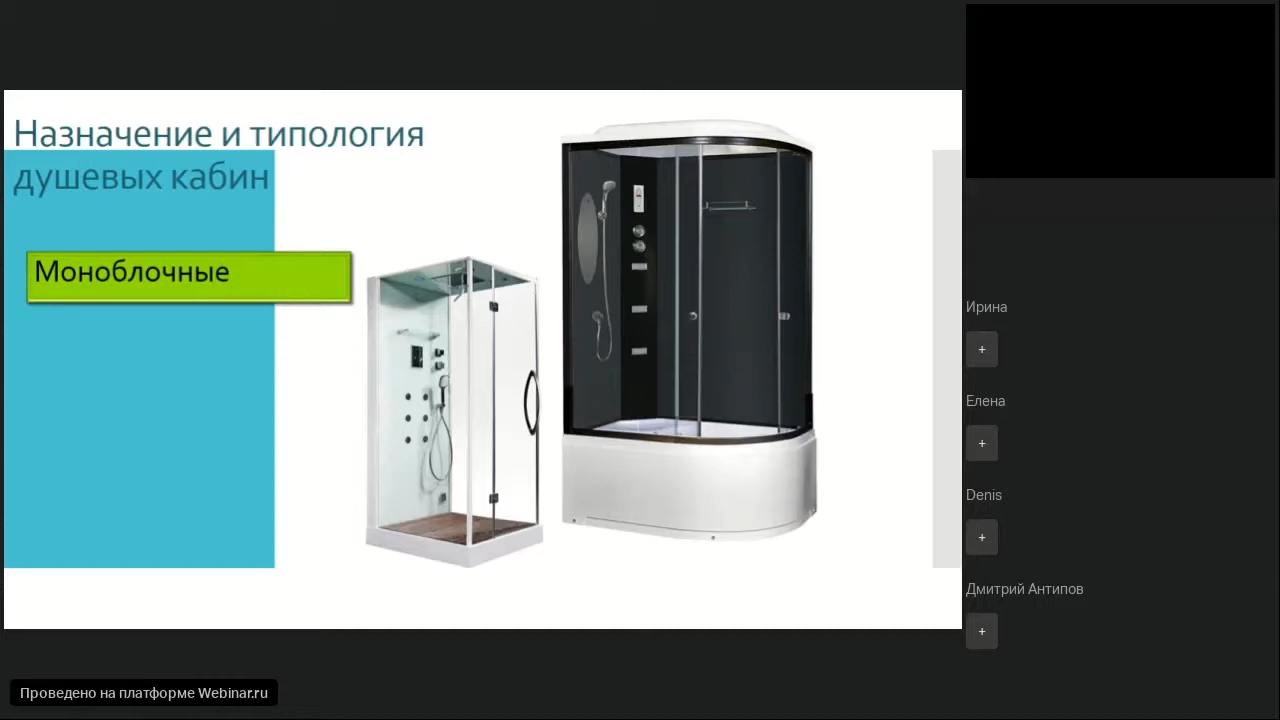 Назначение и типология
душевых кабин
Моноблочные
Ирина
+
Елена
+
Denis
+
Дмитрий Антипов
+
Проведено на платформе Webinar.ru